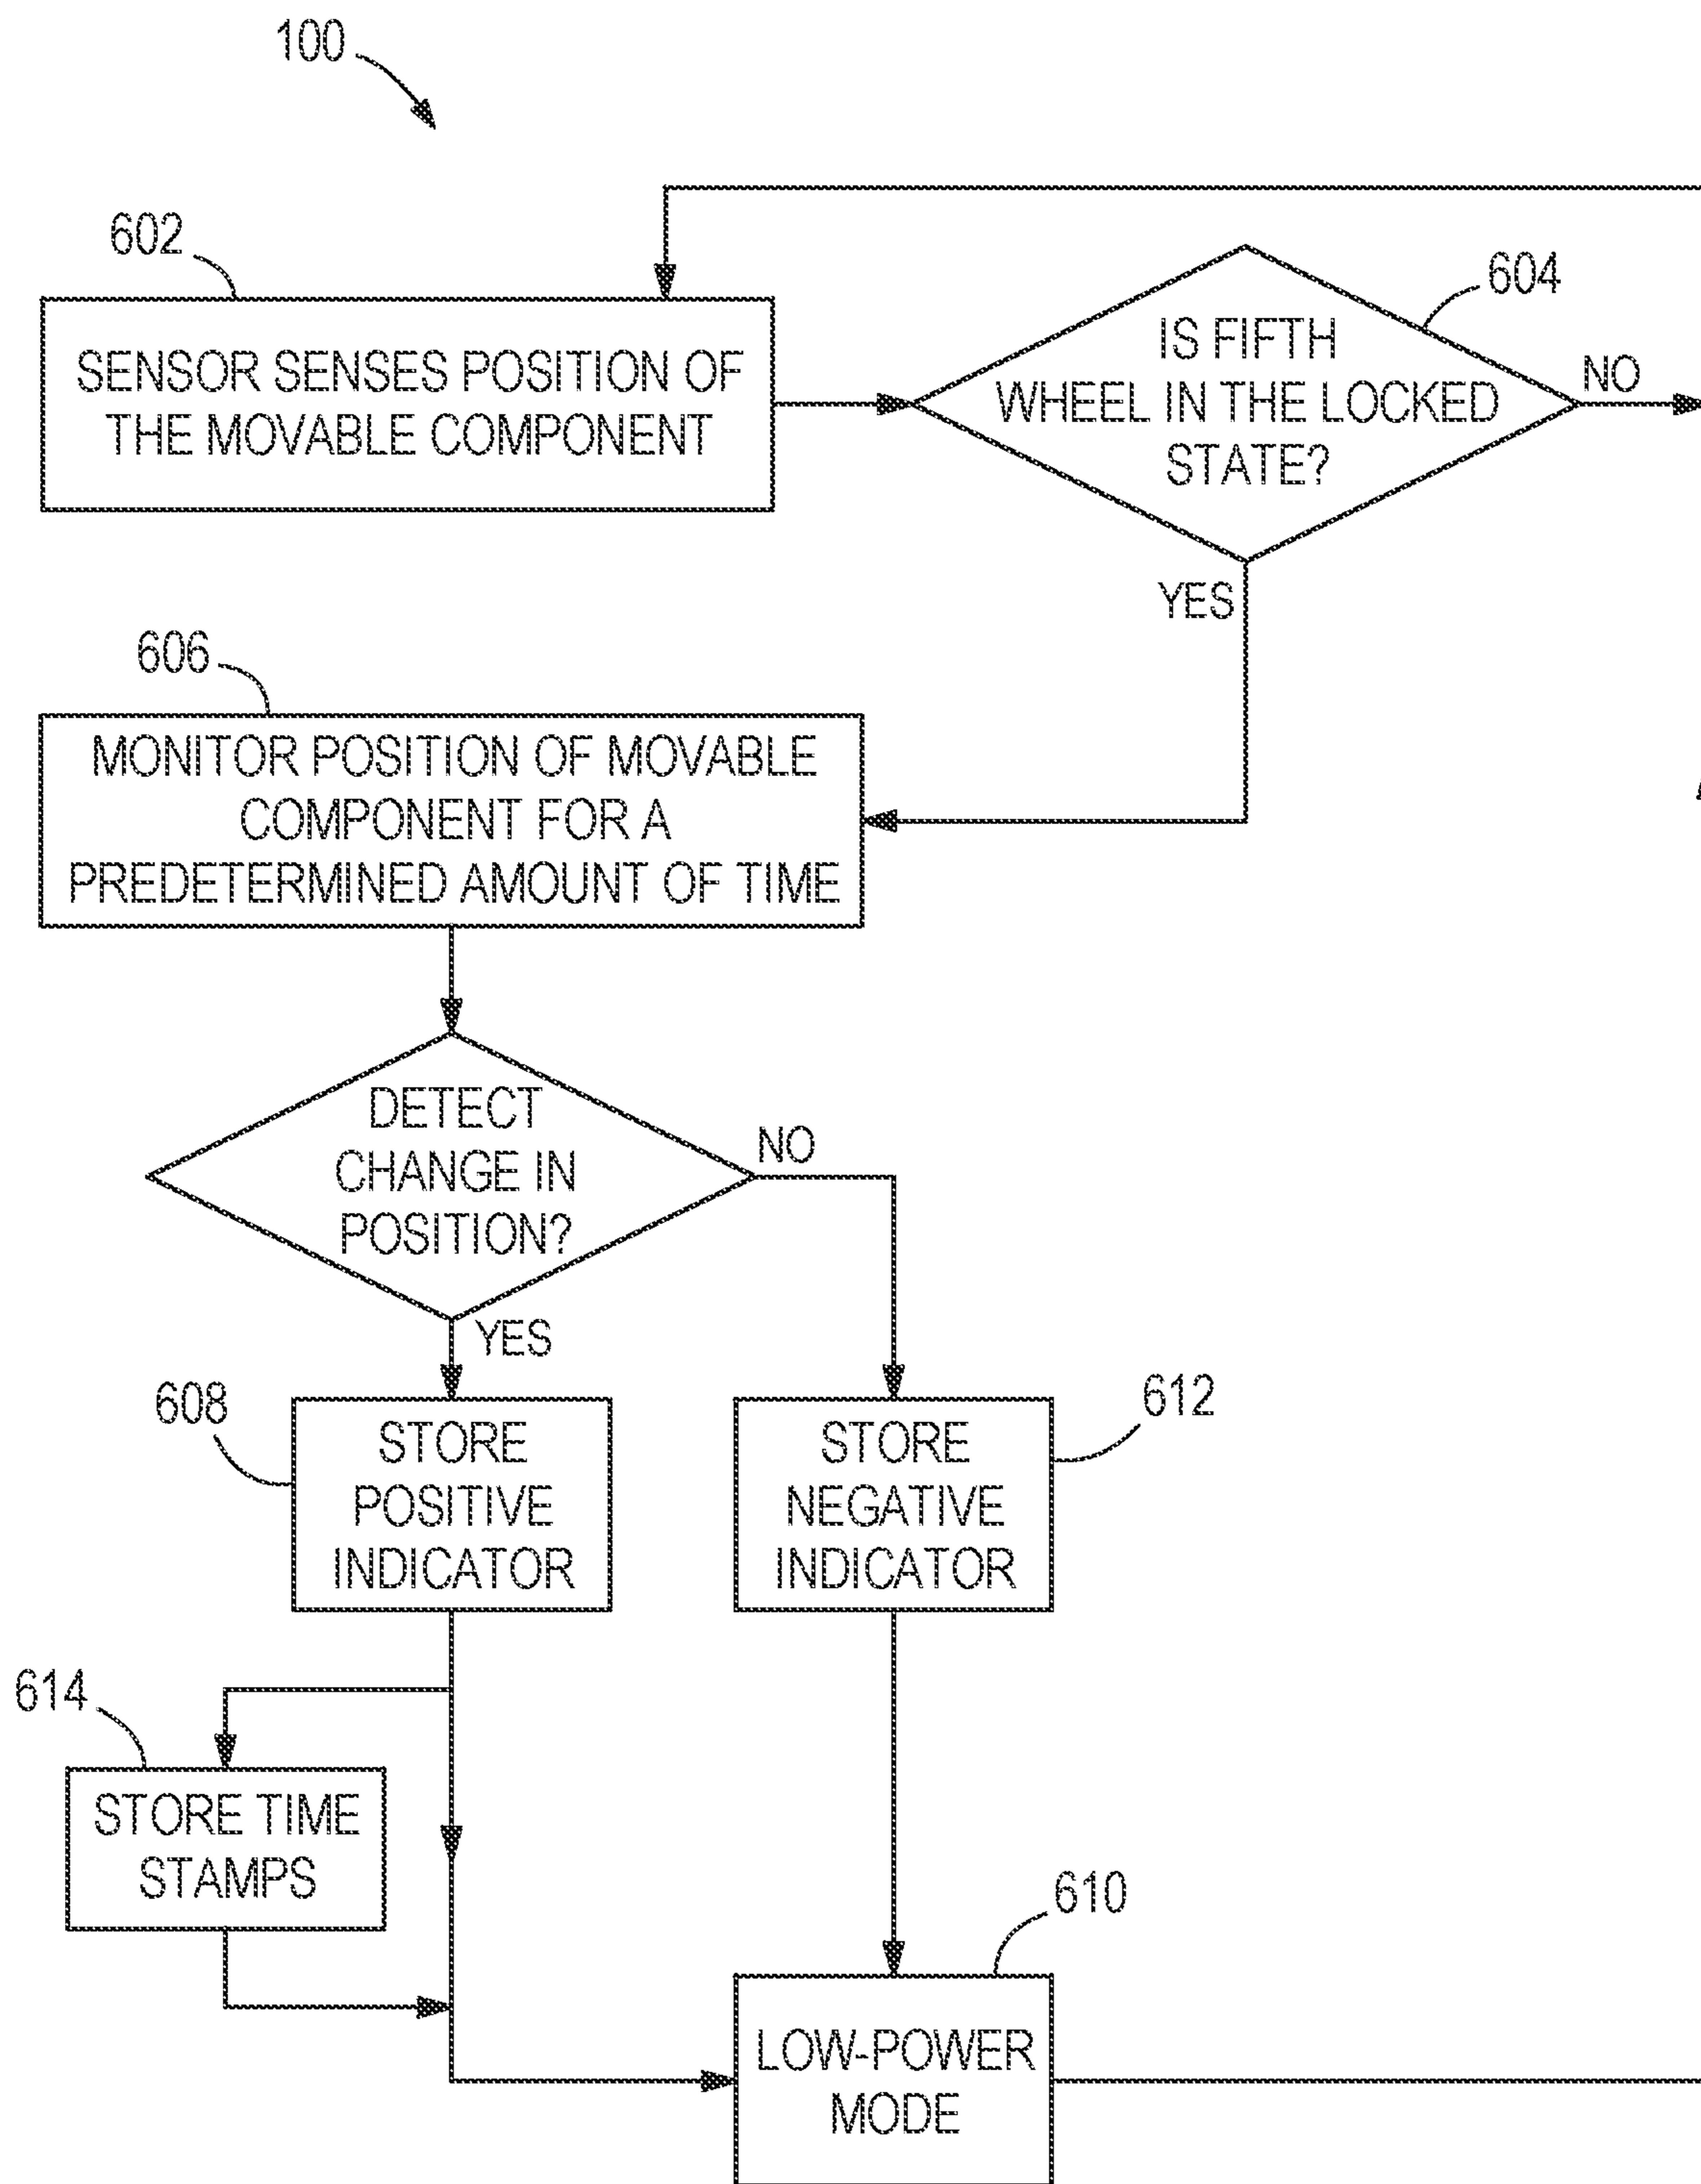 100
602
SENSOR SENSES POSITION OF
THE MOVABLE COMPONENT
604
IS FIFTH
WHEEL IN THE LOCKED
STATE?
NO
YES
606
MONITOR POSITION OF MOVABLE
COMPONENT FOR A
PREDETERMINED AMOUNT OF TIME
DETECT
CHANGE IN
POSITION?
NO
YES
608
STORE
POSITIVE
INDICATOR
612
STORE
NEGATIVE
INDICATOR
614
STORE TIME
STAMPS
610
LOW-POWER
MODE